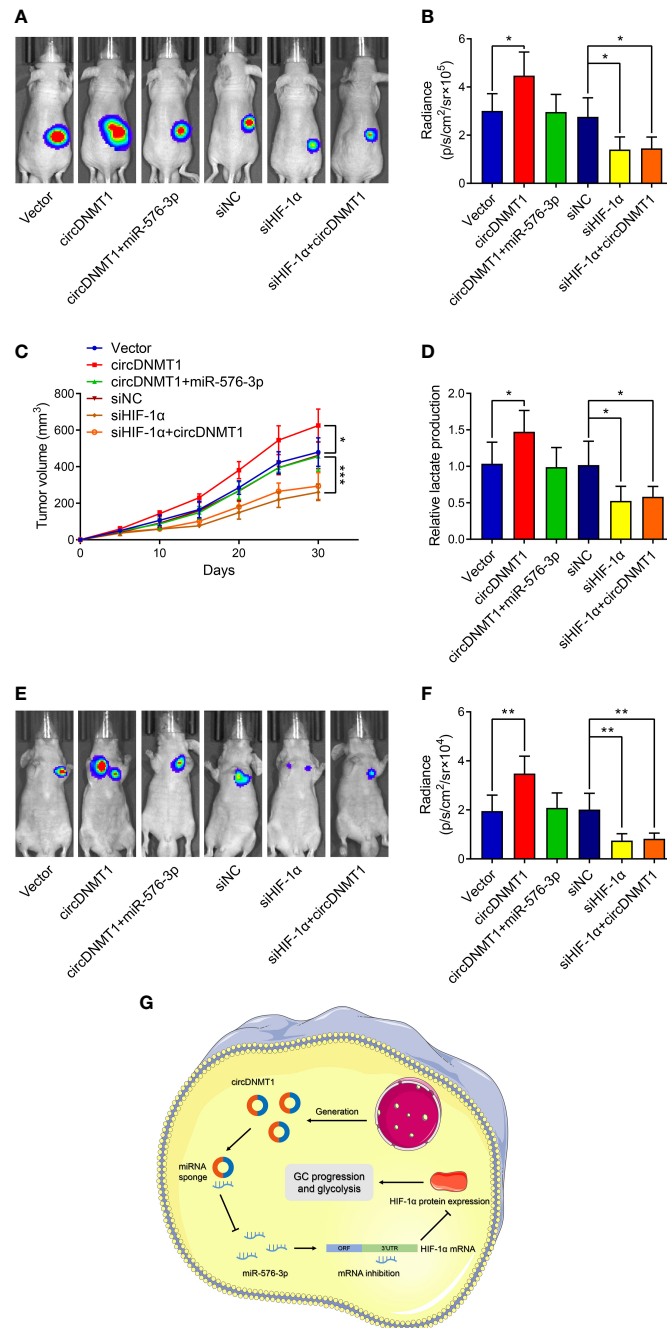 A
Vector
circDNMT1
circDNMT1+miR-576-3p
siNC
siHIF-1α
siHIF-1α+circDNMT1
B
Radiance
(p/s/cm²/sr×10⁵)
8
6
4
2
0
*
*
*
Vector
circDNMT1
circDNMT1+miR-576-3p
siNC
siHIF-1α
siHIF-1α+circDNMT1
C
Vector
circDNMT1
circDNMT1+miR-576-3p
siNC
siHIF-1α
siHIF-1α+circDNMT1
Tumor volume (mm³)
800
600
400
200
0
0
10
20
30
Days
*
***
D
Relative lactate production
2.0
1.5
1.0
0.5
0.0
*
*
*
Vector
circDNMT1
circDNMT1+miR-576-3p
siNC
siHIF-1α
siHIF-1α+circDNMT1
E
Vector
circDNMT1
circDNMT1+miR-576-3p
siNC
siHIF-1α
siHIF-1α+circDNMT1
F
Radiance
(p/s/cm²/sr×10⁴)
6
4
2
0
**
**
**
Vector
circDNMT1
circDNMT1+miR-576-3p
siNC
siHIF-1α
siHIF-1α+circDNMT1
G
circDNMT1
Generation
miRNA
sponge
GC progression
and glycolysis
HIF-1α protein expression
ORF
3'UTR
HIF-1α mRNA
miR-576-3p
mRNA inhibition